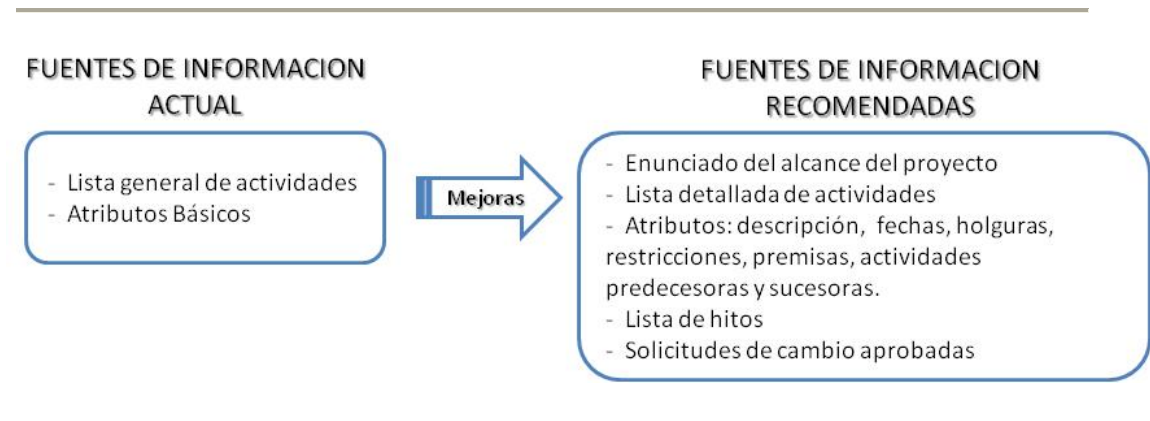 FUENTES DE INFORMACION
ACTUAL
- Lista general de actividades
- Atributos Básicos
Mejoras
FUENTES DE INFORMACION
RECOMENDADAS
- Enunciado del alcance del proyecto
- Lista detallada de actividades
- Atributos: descripción, fechas, holguras,
restricciones, premisas, actividades
predecesoras y sucesoras.
- Lista de hitos
- Solicitudes de cambio aprobadas